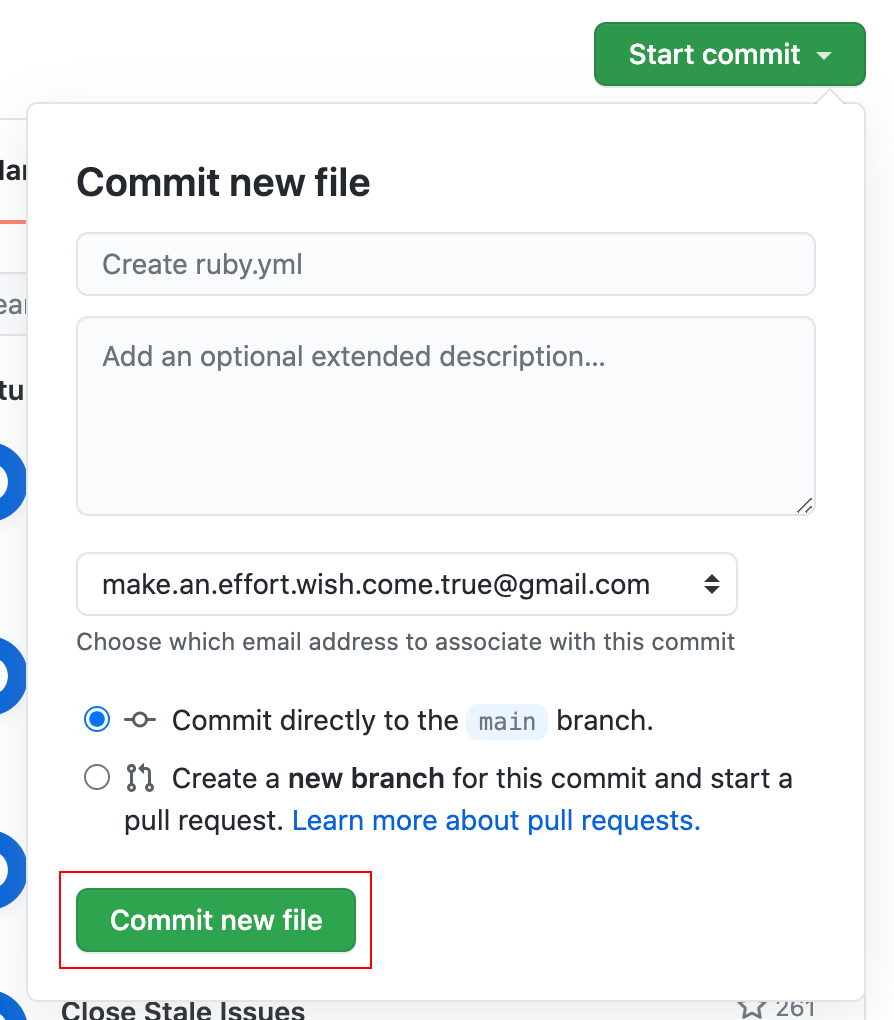 Start commit
Commit new file
Create ruby.yml
Add an optional extended description...
make.an.effort.wish.come.true@gmail.com
Choose which email address to associate with this commit
Commit directly to the main branch.
Create a new branch for this commit and start a
pull request. Learn more about pull requests.
Commit new file
Close Stale Issues
261